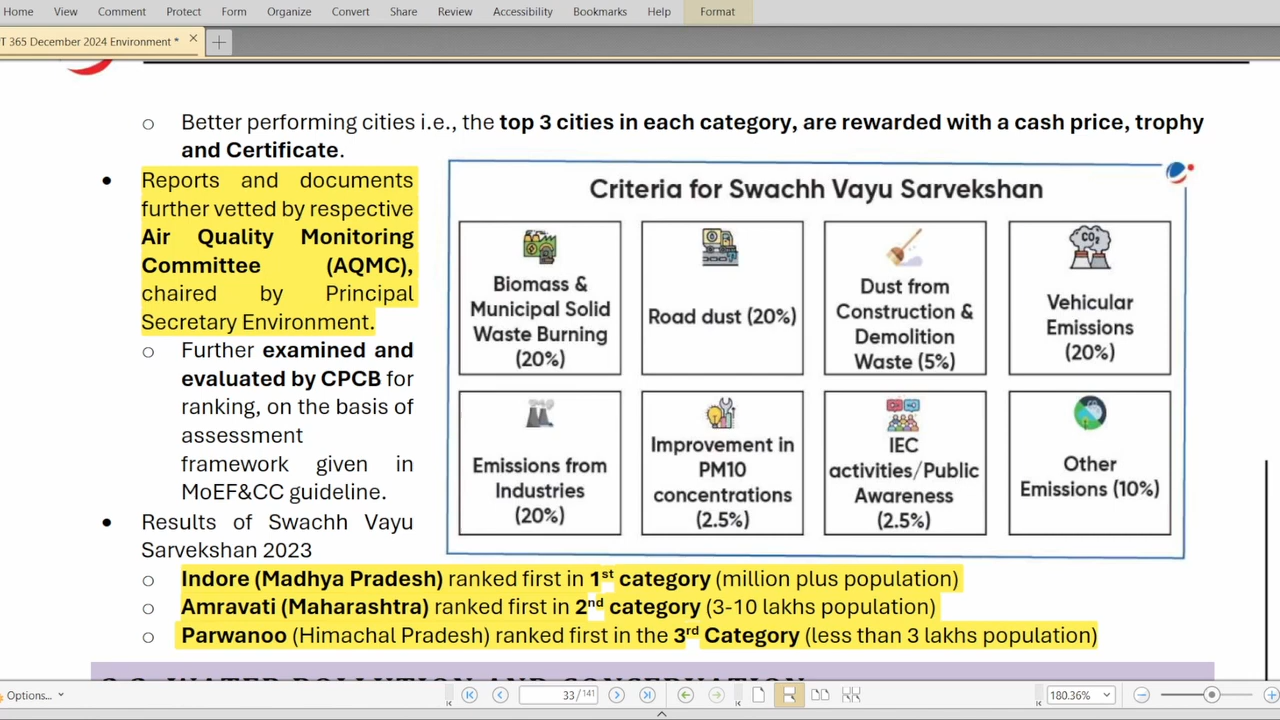 Home View Comment Protect Form Organize Convert Share Review Accessibility Bookmarks Help Format
T 365 December 2024 Environment *
○ Better performing cities i.e., the top 3 cities in each category, are rewarded with a cash price, trophy
and Certificate.
• Reports and documents
further vetted by respective
Air Quality Monitoring
Committee (AQMC),
chaired by Principal
Secretary Environment.
○ Further examined and
evaluated by CPCB for
ranking, on the basis of
assessment
framework given in
MoEF&CC guideline.
• Results of Swachh Vayu
Sarvekshan 2023
Criteria for Swachh Vayu Sarvekshan
Biomass &
Municipal Solid
Waste Burning
(20%)
Road dust (20%)
Dust from
Construction &
Demolition
Waste (5%)
CO2
Vehicular
Emissions
(20%)
Emissions from
Industries
(20%)
Improvement in
PM10
concentrations
(2.5%)
IEC
activities/Public
Awareness
(2.5%)
Other
Emissions (10%)
○ Indore (Madhya Pradesh) ranked first in 1st category (million plus population)
○ Amravati (Maharashtra) ranked first in 2nd category (3-10 lakhs population)
○ Parwanoo (Himachal Pradesh) ranked first in the 3rd Category (less than 3 lakhs population)
WATER POLLUTION AND CONSERVATION
Options...
33 / 141
180.36%